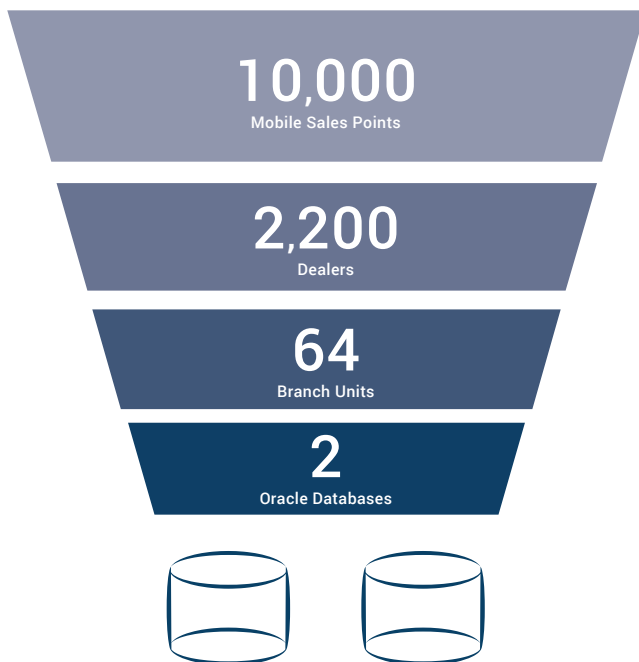 10,000
Mobile Sales Points
2,200
Dealers
64
Branch Units
2
Oracle Databases